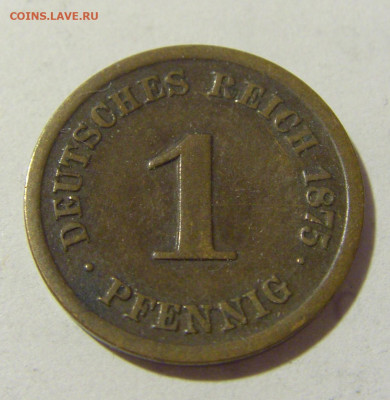 COINS.LAVE.RU
DEUTSCHES REICH 1875 ·
1
· PFENNIG